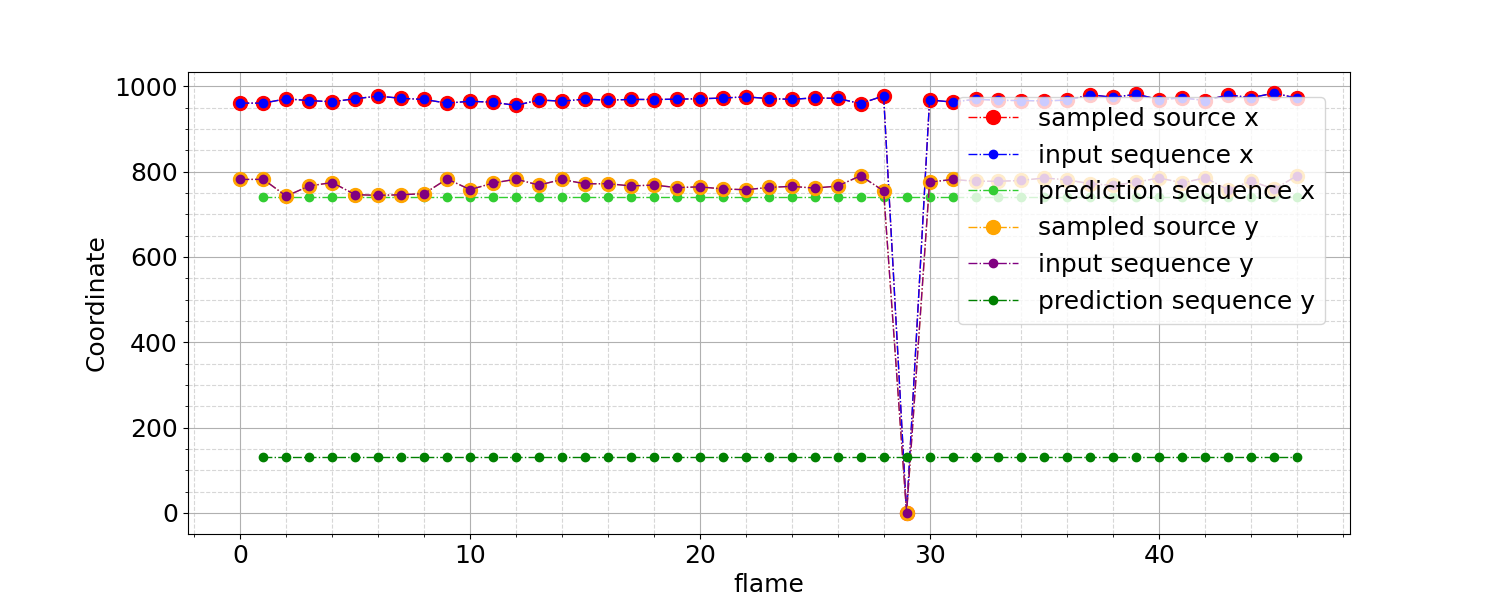 1000
800
600
400
200
0
Coordinate
sampled source x
input sequence x
prediction sequence x
sampled source y
input sequence y
prediction sequence y
0 10 20 30 40
flame